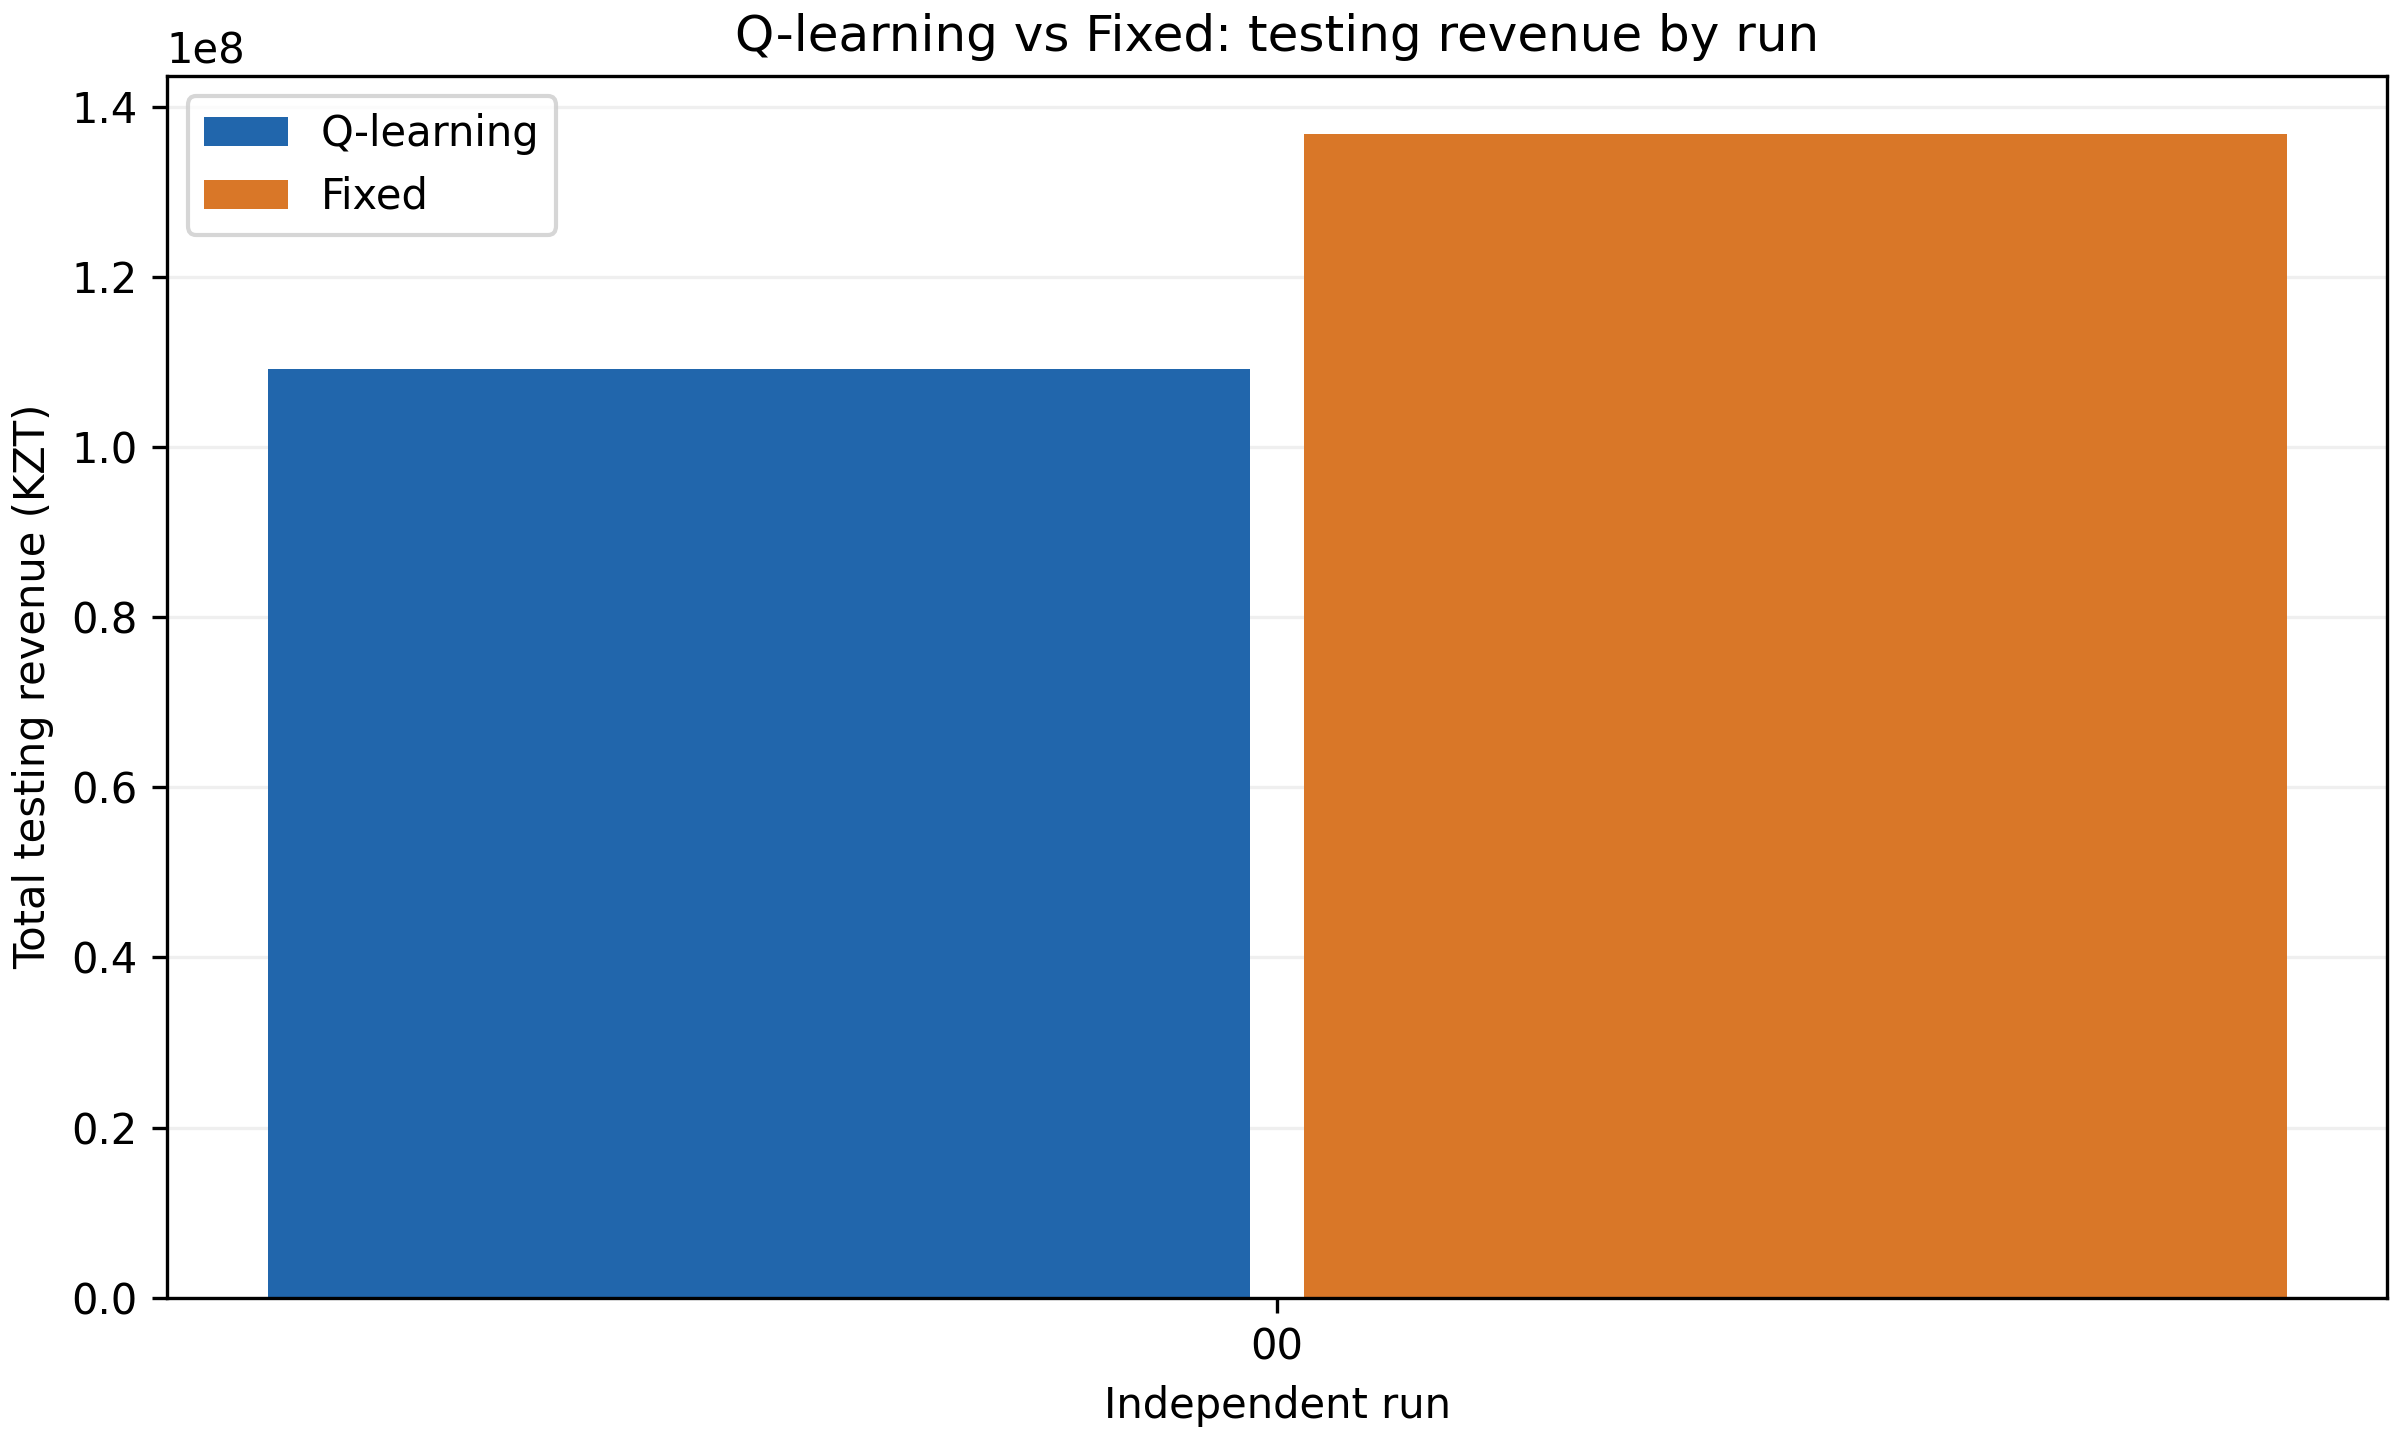 Q-learning vs Fixed: testing revenue by run
1e8
1.4
1.2
1.0
0.8
0.6
0.4
0.2
0.0
Total testing revenue (KZT)
Q-learning
Fixed
00
Independent run